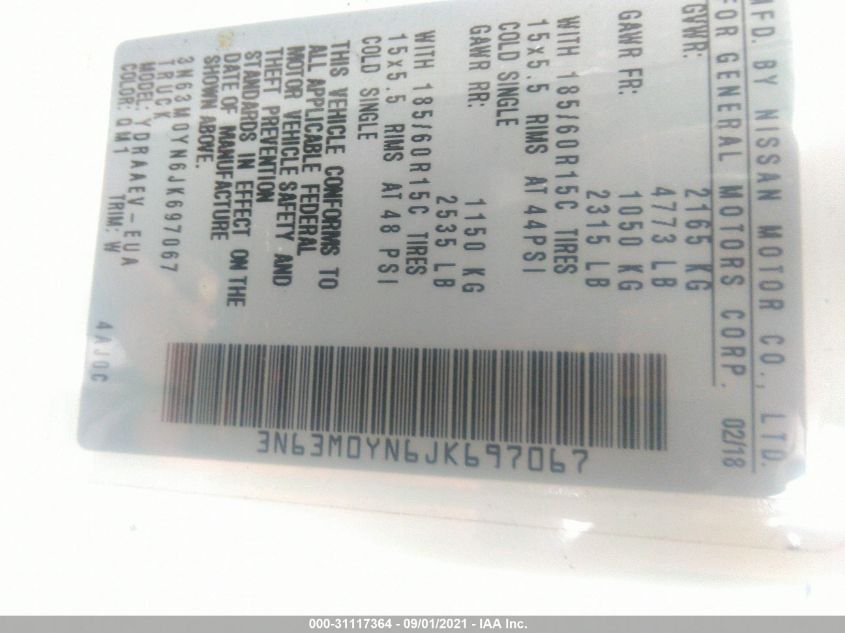 MFD. BY NISSAN MOTOR CO., LTD.
FOR GENERAL MOTORS CORP. 02/18
GVWR: 2165 KG
4773 LB
GAWR FR: 1050 KG
2315 LB
WITH 185/60R15C TIRES
15x5.5 RIMS AT 44PSI
COLD SINGLE
GAWR RR: 1150 KG
2535 LB
WITH 185/60R15C TIRES
15x5.5 RIMS AT 48 PSI
COLD SINGLE
THIS VEHICLE CONFORMS TO
ALL APPLICABLE FEDERAL
MOTOR VEHICLE SAFETY AND
THEFT PREVENTION
STANDARDS IN EFFECT ON THE
DATE OF MANUFACTURE
SHOWN ABOVE.
3N63M0YN6JK697067
TRUCK
MODEL: YDRAAEV-EUA
COLOR: QM1 TRIM: W 4AJ0C
3N63M0YN6JK697067
000-31117364 - 09/01/2021 - IAA Inc.